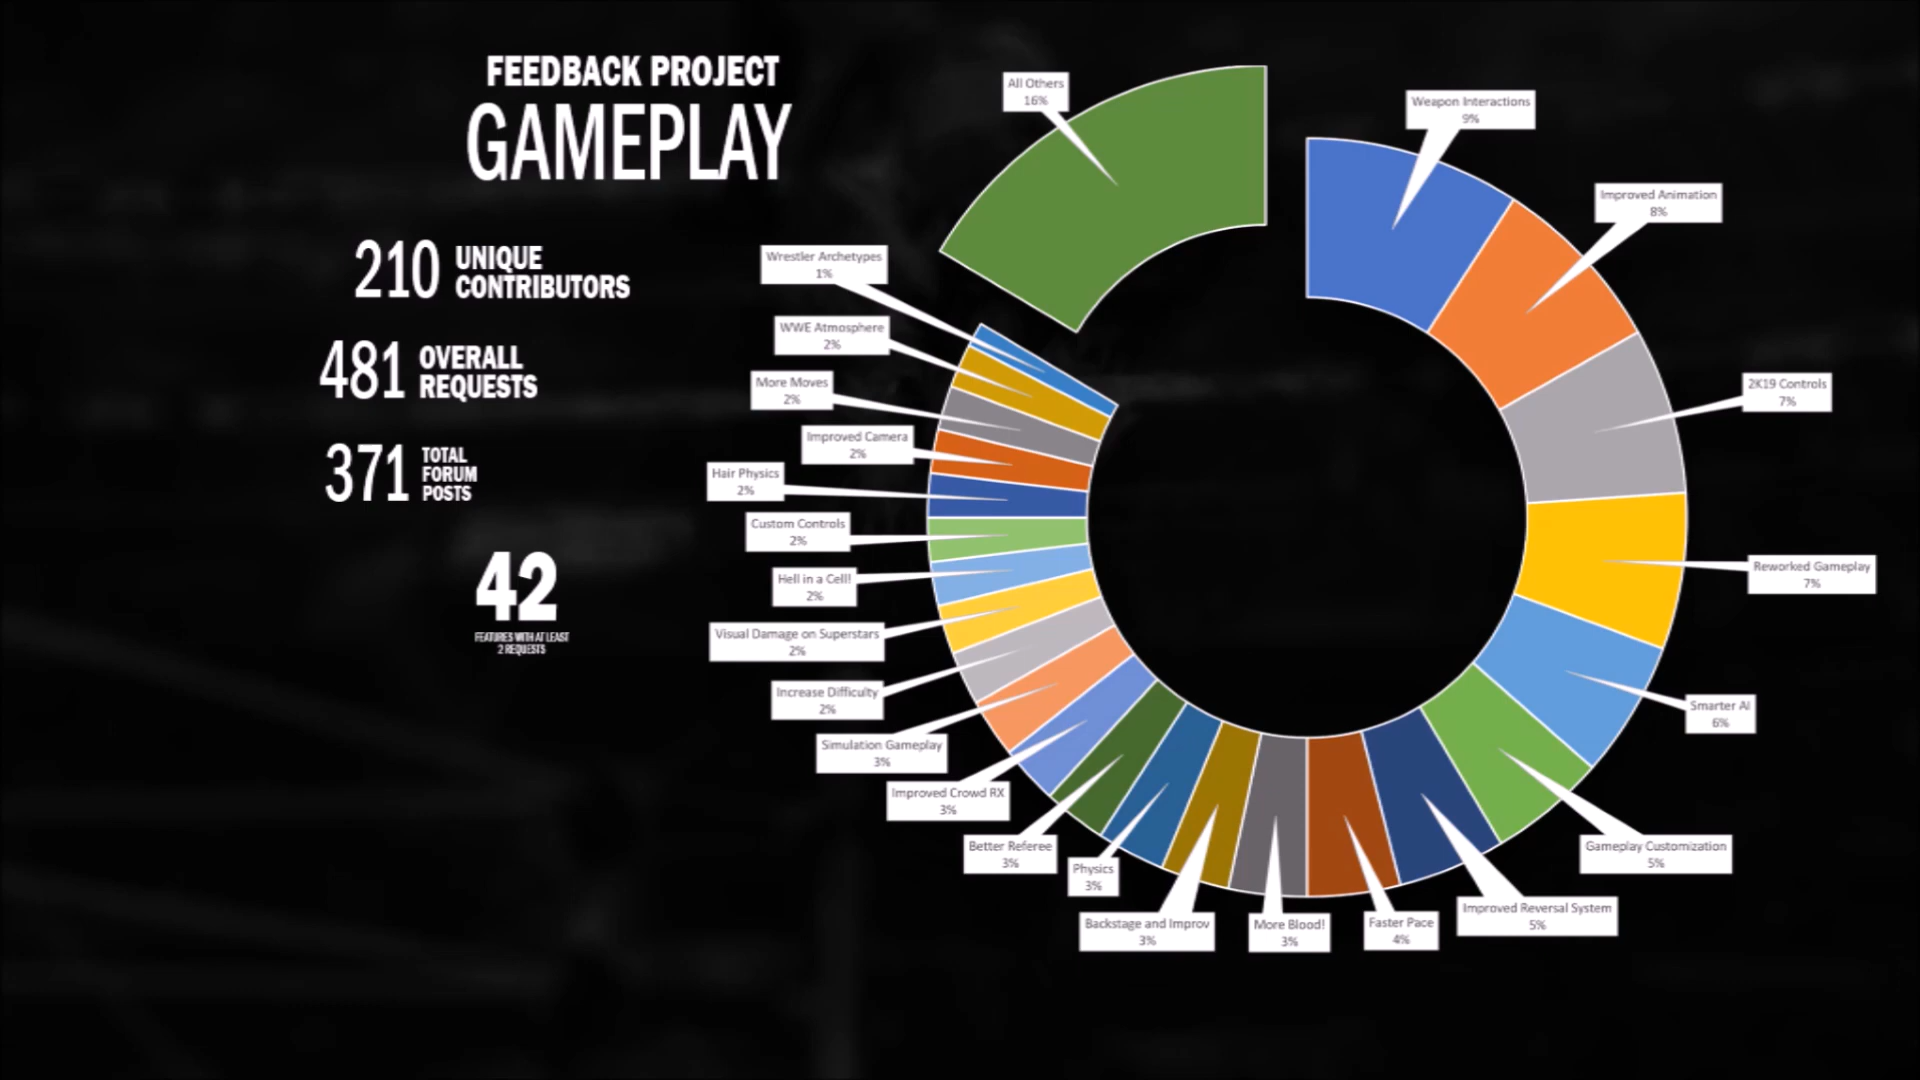 FEEDBACK PROJECT
GAMEPLAY
210 UNIQUE
CONTRIBUTORS
481 OVERALL
REQUESTS
371 TOTAL
FORUM
POSTS
42
FEATURES WITH AT LEAST
2 REQUESTS
All Others
16%
Weapon Interactions
9%
Improved Animation
8%
2K19 Controls
7%
Reworked Gameplay
7%
Smarter AI
6%
Gameplay Customization
5%
Improved Reversal System
5%
Faster Pace
4%
More Blood!
3%
Backstage and Improv
3%
Physics
3%
Better Referee
3%
Improved Crowd RX
3%
Simulation Gameplay
3%
Increase Difficulty
2%
Visual Damage on Superstars
2%
Hell in a Cell!
2%
Custom Controls
2%
Hair Physics
2%
Improved Camera
2%
More Moves
2%
WWE Atmosphere
2%
Wrestler Archetypes
1%